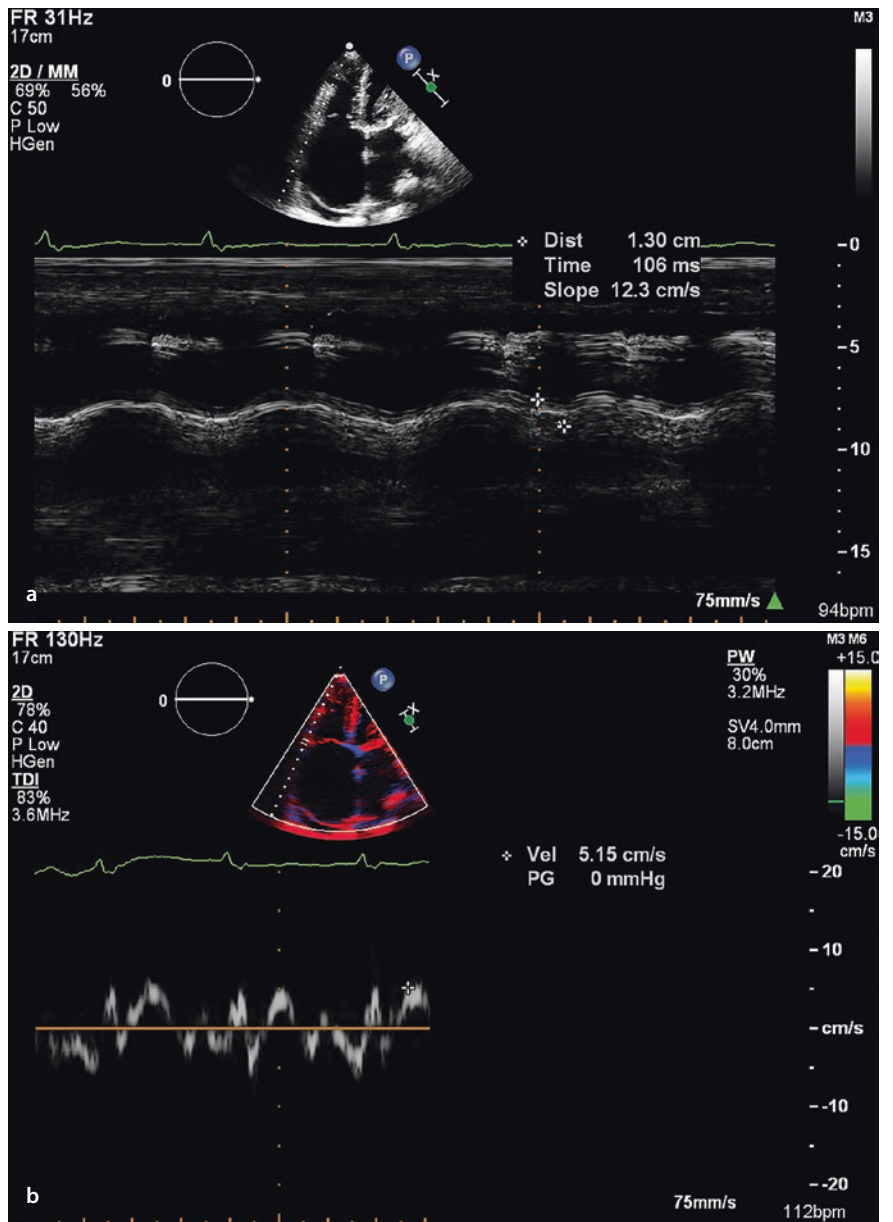 FR 31Hz
17cm
M3
2D / MM
69% 56%
C 50
P Low
HGen
0
P
X
Dist 1.30 cm
Time 106 ms
Slope 12.3 cm/s
0
5
10
15
75mm/s
94bpm
a
FR 130Hz
17cm
M3 M6
+15.0
PW
30%
3.2MHz
SV4.0mm
8.0cm
2D
78%
C 40
P Low
HGen
TDI
83%
3.6MHz
0
P
X
-15.0
cm/s
Vel 5.15 cm/s
PG 0 mmHg
20
10
cm/s
-10
-20
75mm/s
112bpm
b